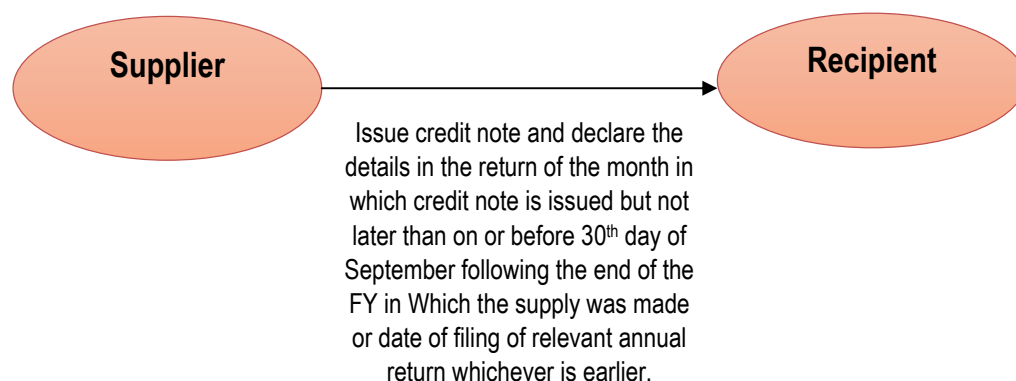 Supplier
Recipient
Issue credit note and declare the
details in the return of the month in
which credit note is issued but not
later than on or before 30th day of
September following the end of the
FY in Which the supply was made
or date of filing of relevant annual
return whichever is earlier.